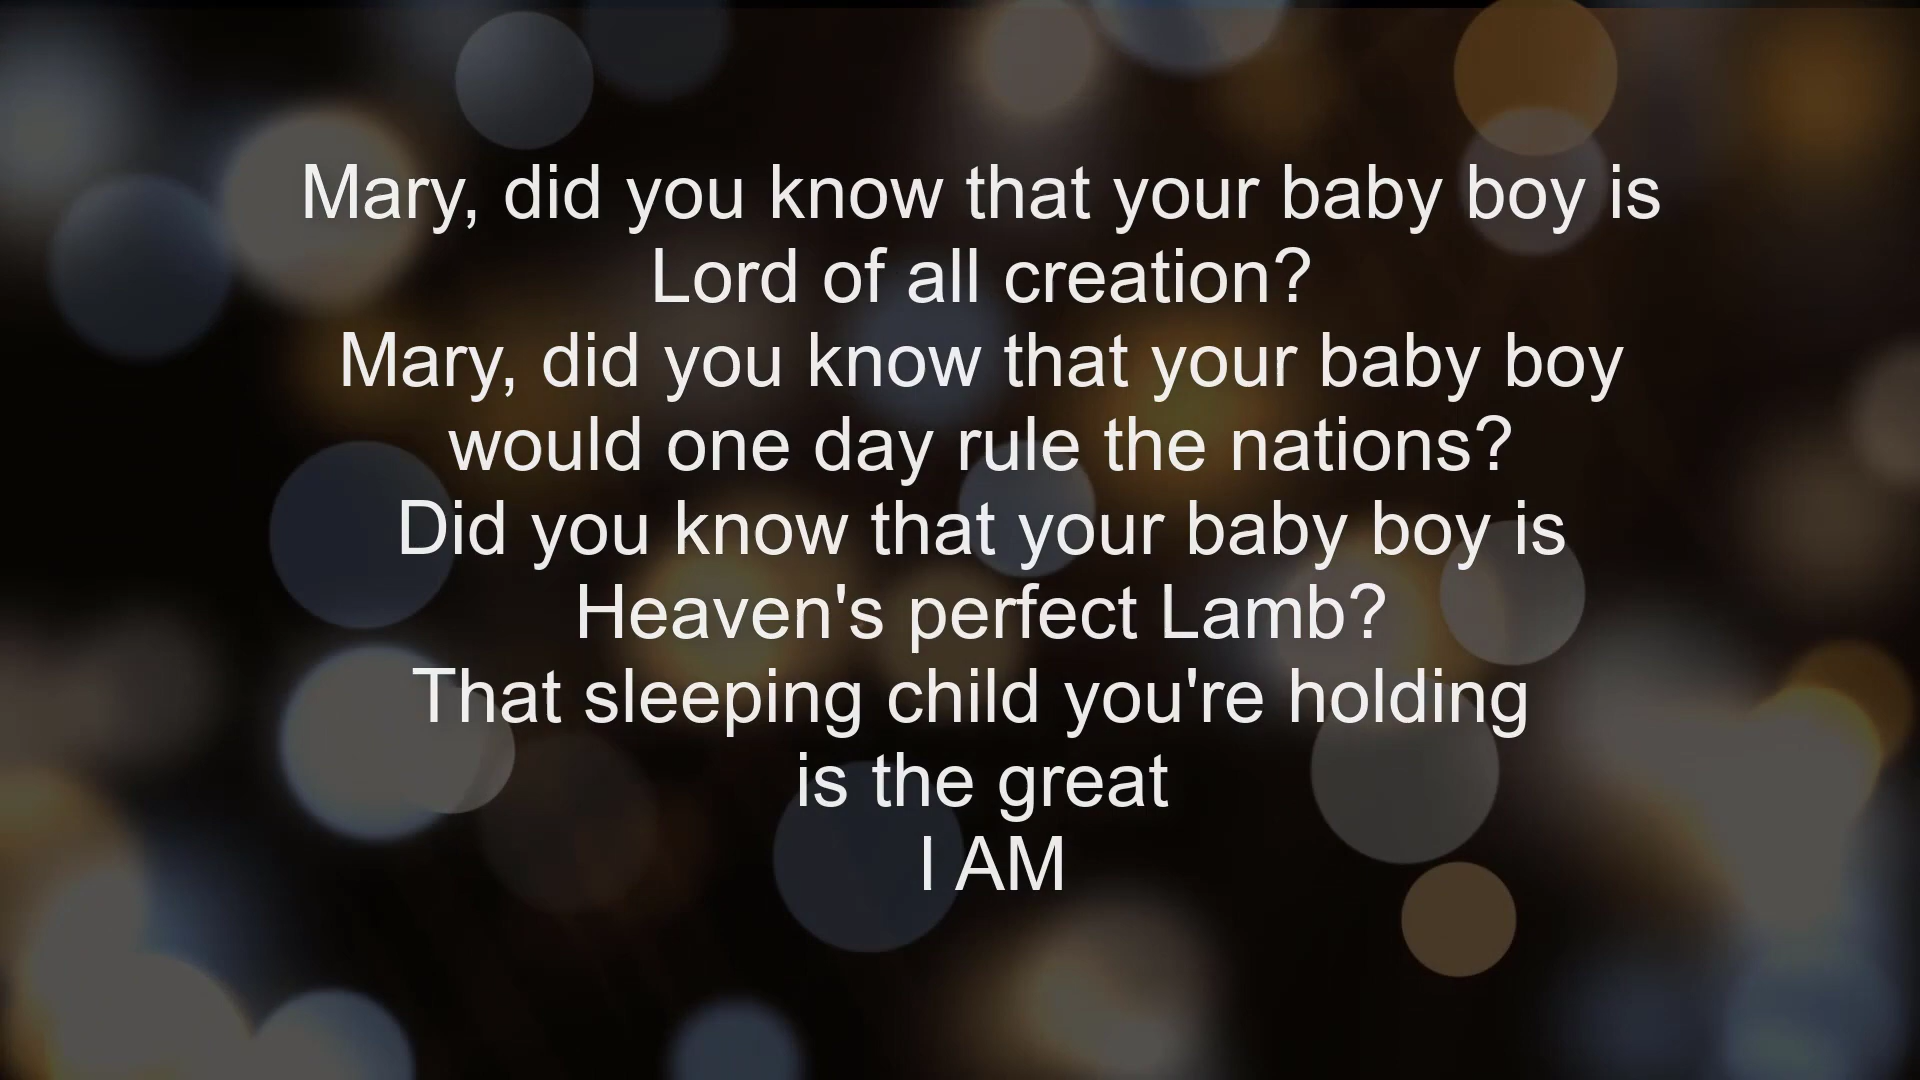 Mary, did you know that your baby boy is
Lord of all creation?
Mary, did you know that your baby boy
would one day rule the nations?
Did you know that your baby boy is
Heaven's perfect Lamb?
That sleeping child you're holding
is the great
I AM